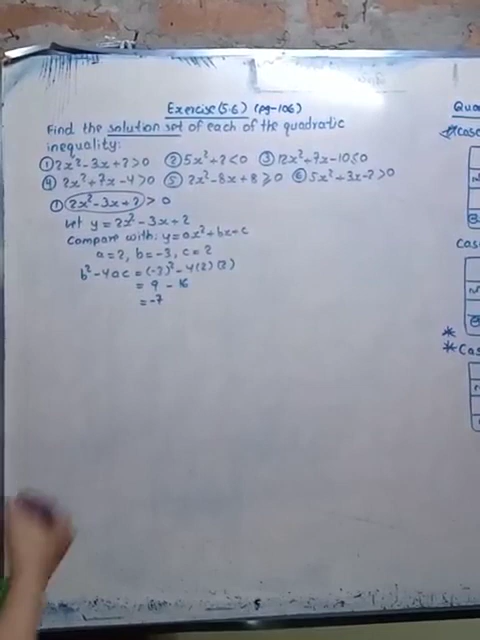 Exercise (5.6) (pg-106)
Find the solution set of each of the quadratic
inequality:
① 2x²-3x+2>0 ② 5x²+2<0 ③ 12x²+7x-10≤0
④ 2x²+7x-4>0 ⑤ 2x²-8x+8≥0 ⑥ 5x²+3x-2>0
① 2x²-3x+2 > 0
Let y = 2x²-3x+2
Compare with: y=ax²+bx+c
a=2, b=-3, c=2
b²-4ac = (-3)²-4(2)(2)
= 9 - 16
= -7
Case
Cas